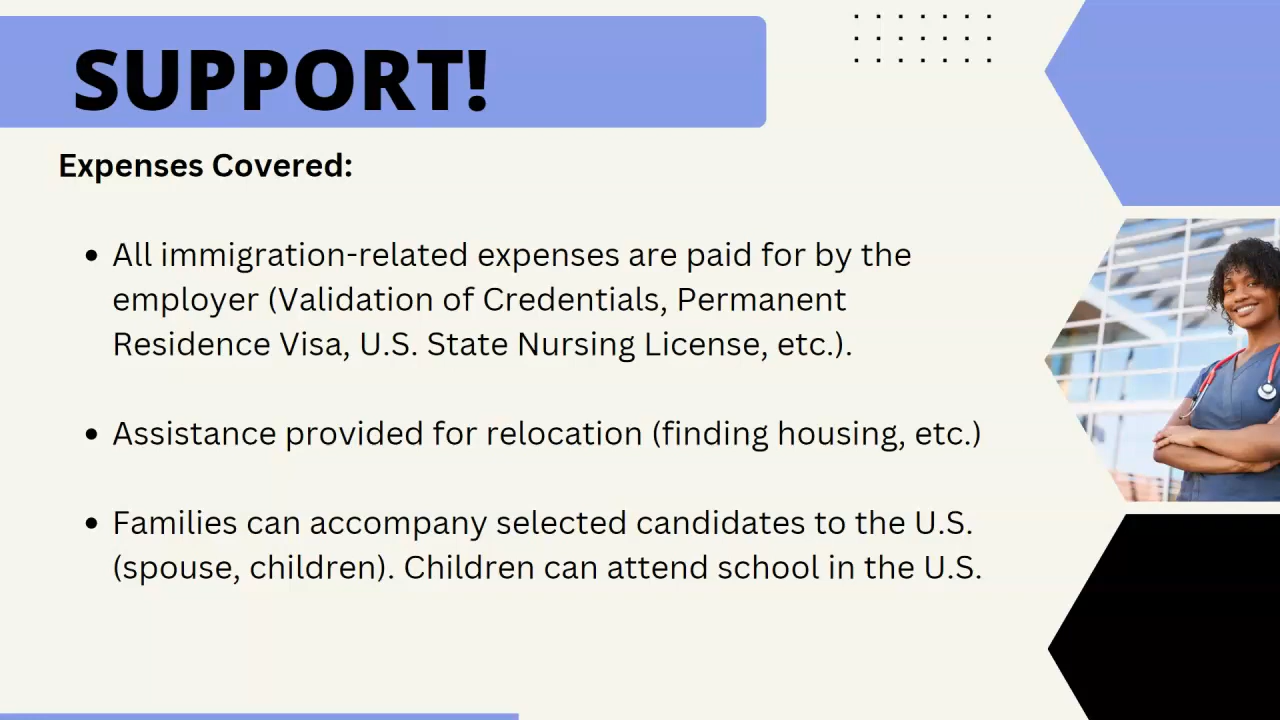 SUPPORT!
Expenses Covered:
• All immigration-related expenses are paid for by the
employer (Validation of Credentials, Permanent
Residence Visa, U.S. State Nursing License, etc.).
• Assistance provided for relocation (finding housing, etc.)
• Families can accompany selected candidates to the U.S.
(spouse, children). Children can attend school in the U.S.